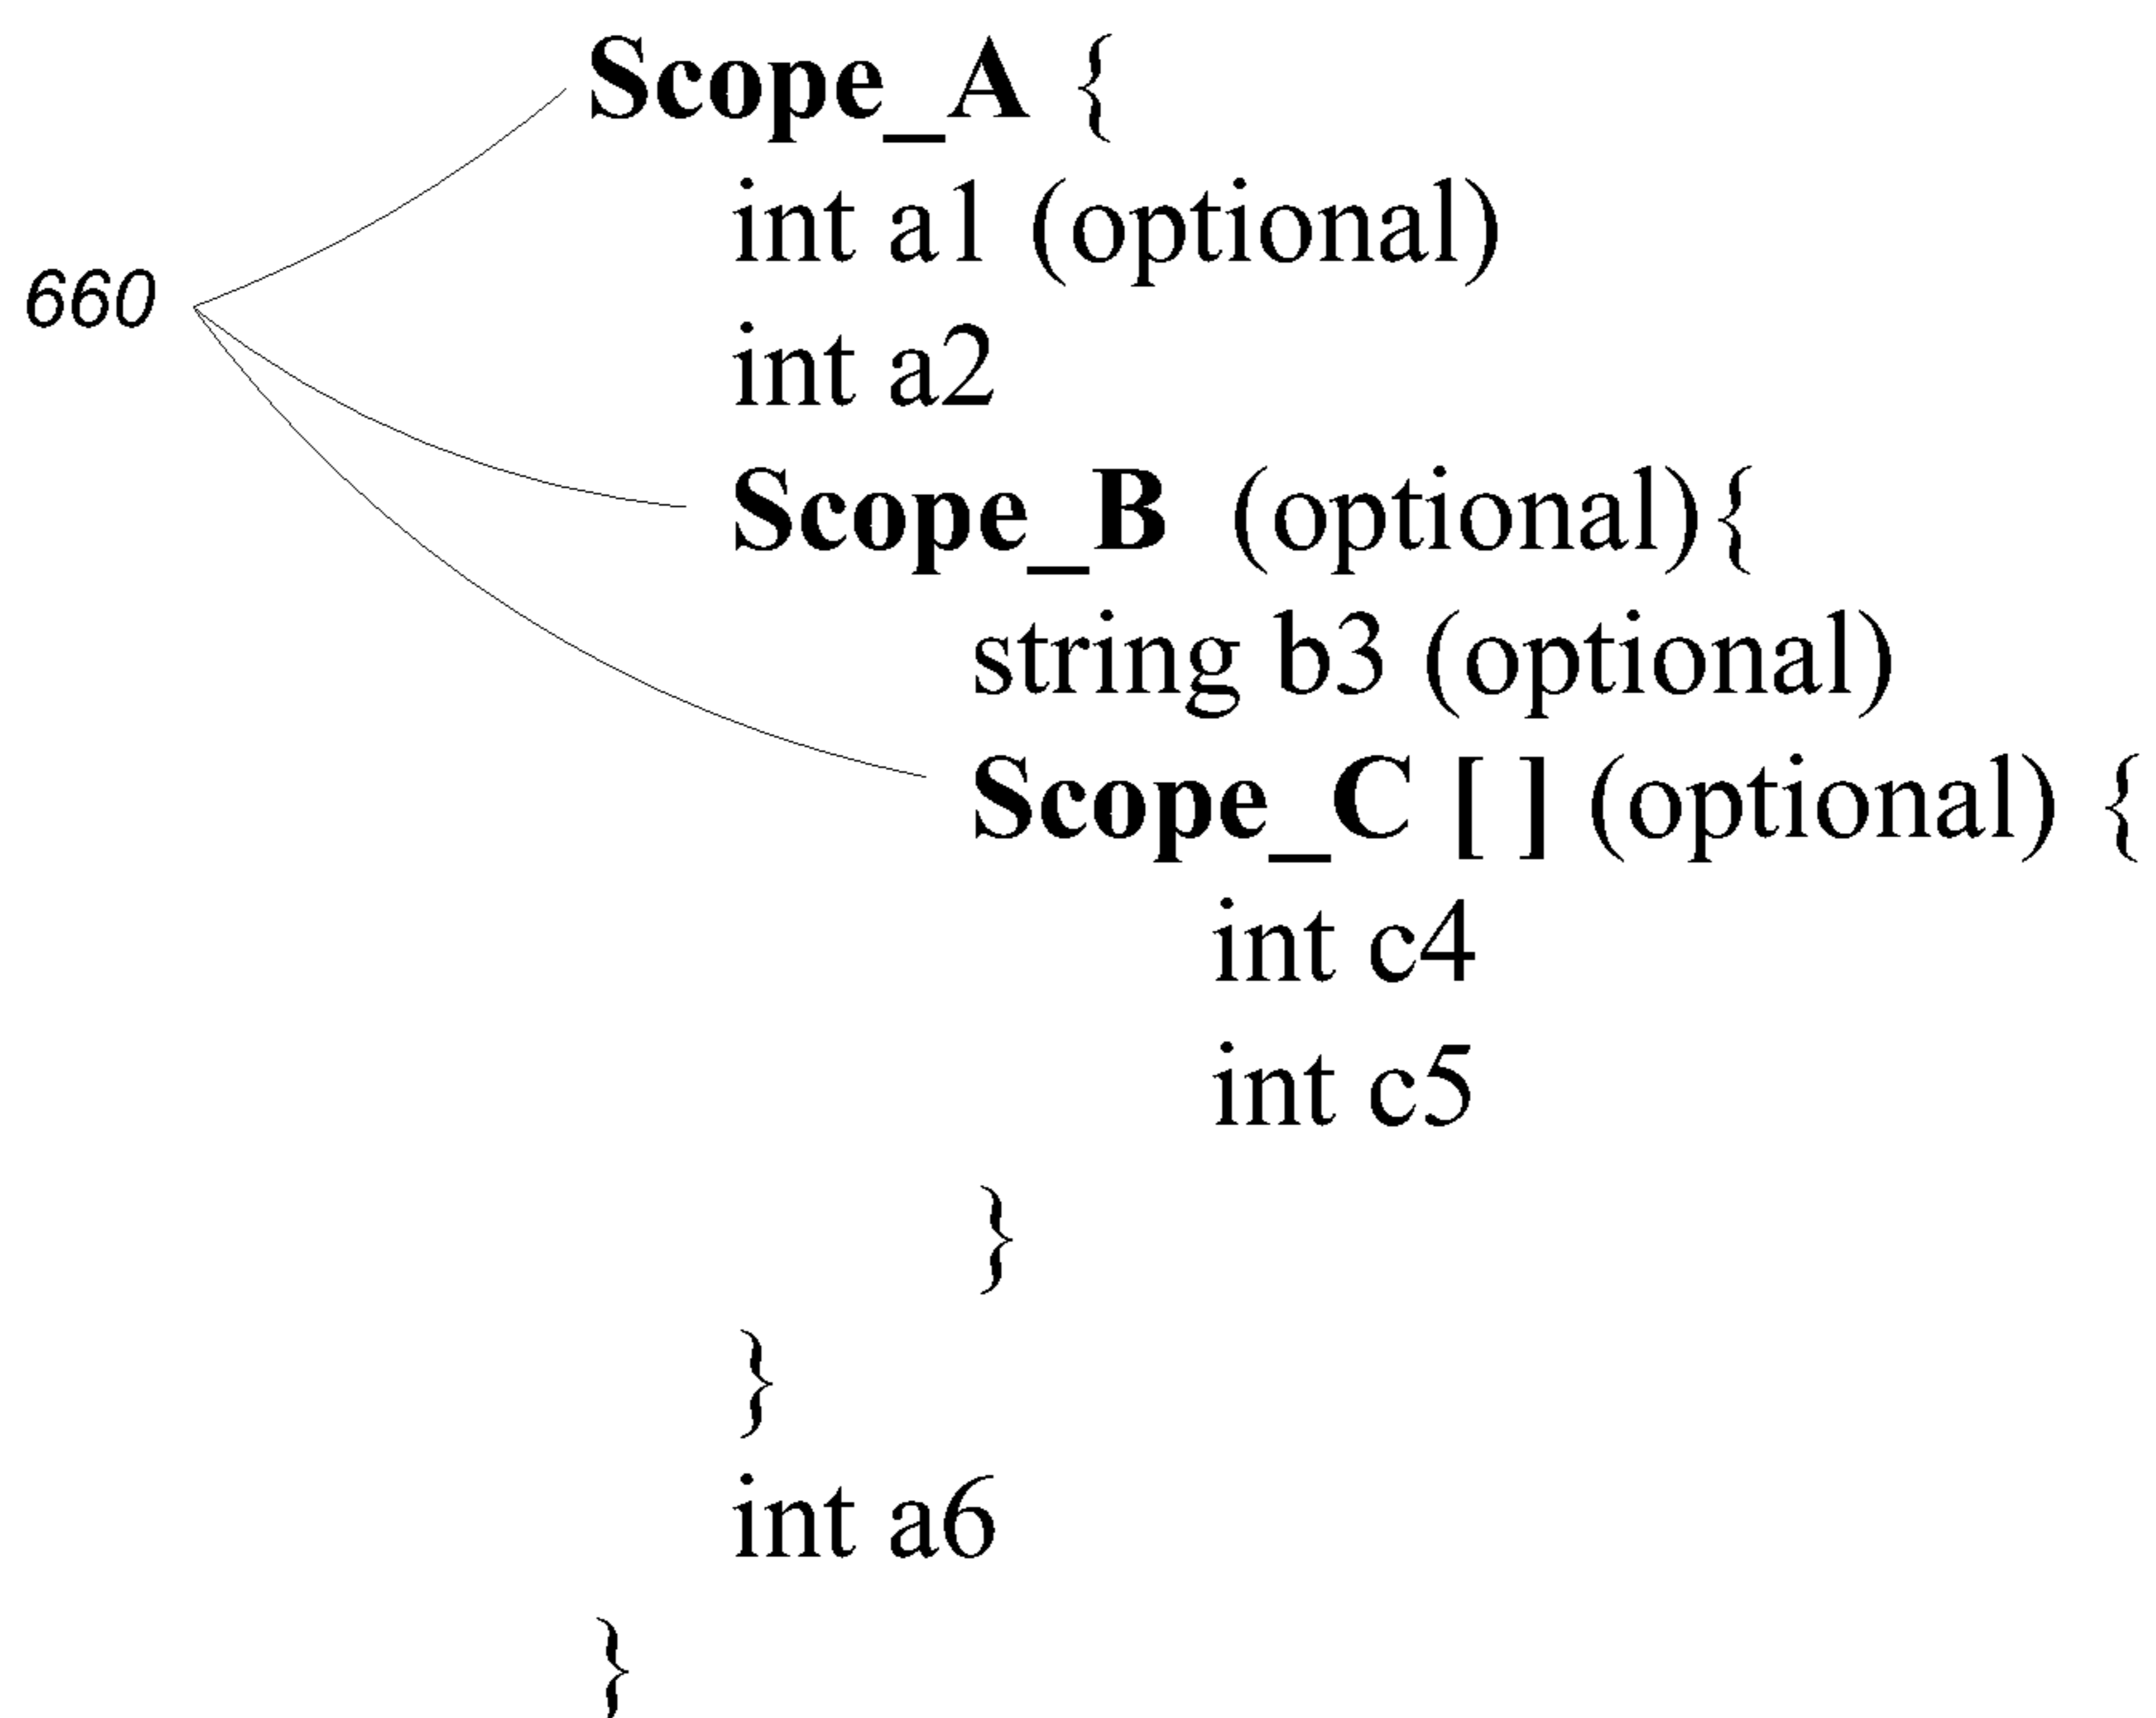 Scope_A {
int a1 (optional)
660
int a2
Scope_B (optional){
string b3 (optional)
Scope_C [ ] (optional) {
int c4
int c5
}
}
int a6
}